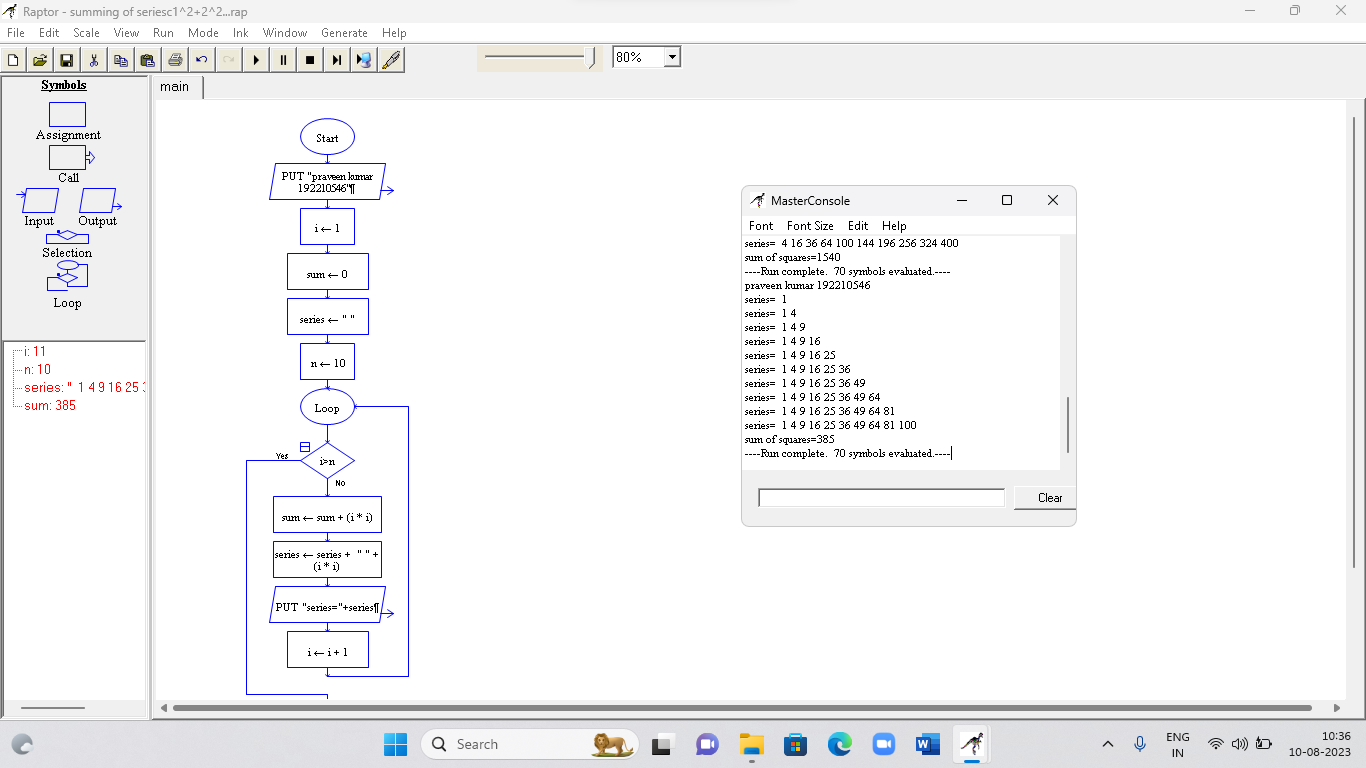 Raptor - summing of seriesc1^2+2^2...rap
File Edit Scale View Run Mode Ink Window Generate Help
80%
Symbols
Assignment
Call
Input Output
Selection
Loop
i: 11
n: 10
series: "  1 4 9 16 25
sum: 385
main
Start
PUT "praveen kumar
192210546"¶
i ← 1
sum ← 0
series ← " "
n ← 10
Loop
Yes
i>n
No
sum ← sum + (i * i)
series ← series +  " " +
(i * i)
PUT "series="+series¶
i ← i + 1
MasterConsole
Font Font Size Edit Help
series=  4 16 36 64 100 144 196 256 324 400
sum of squares=1540
----Run complete.  70 symbols evaluated.----
praveen kumar 192210546
series=  1
series=  1 4
series=  1 4 9
series=  1 4 9 16
series=  1 4 9 16 25
series=  1 4 9 16 25 36
series=  1 4 9 16 25 36 49
series=  1 4 9 16 25 36 49 64
series=  1 4 9 16 25 36 49 64 81
series=  1 4 9 16 25 36 49 64 81 100
sum of squares=385
----Run complete.  70 symbols evaluated.----
Clear
Search
ENG
IN
10:36
10-08-2023